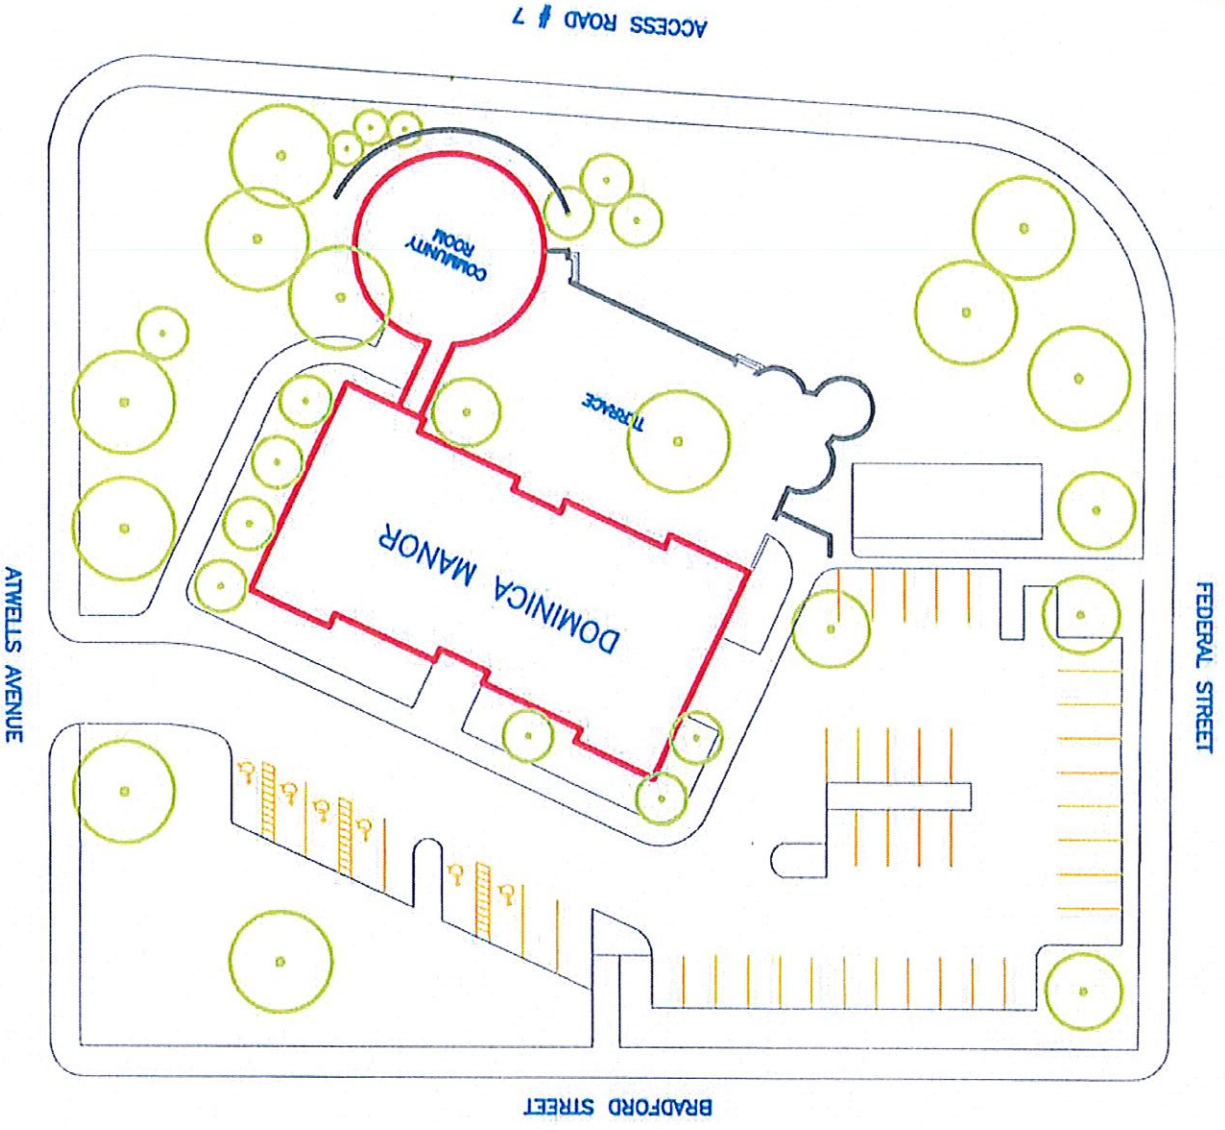 ACCESS ROAD # 7
COMMUNITY
ROOM
TERRACE
DOMINICA MANOR
ATWELLS AVENUE
FEDERAL STREET
BRADFORD STREET